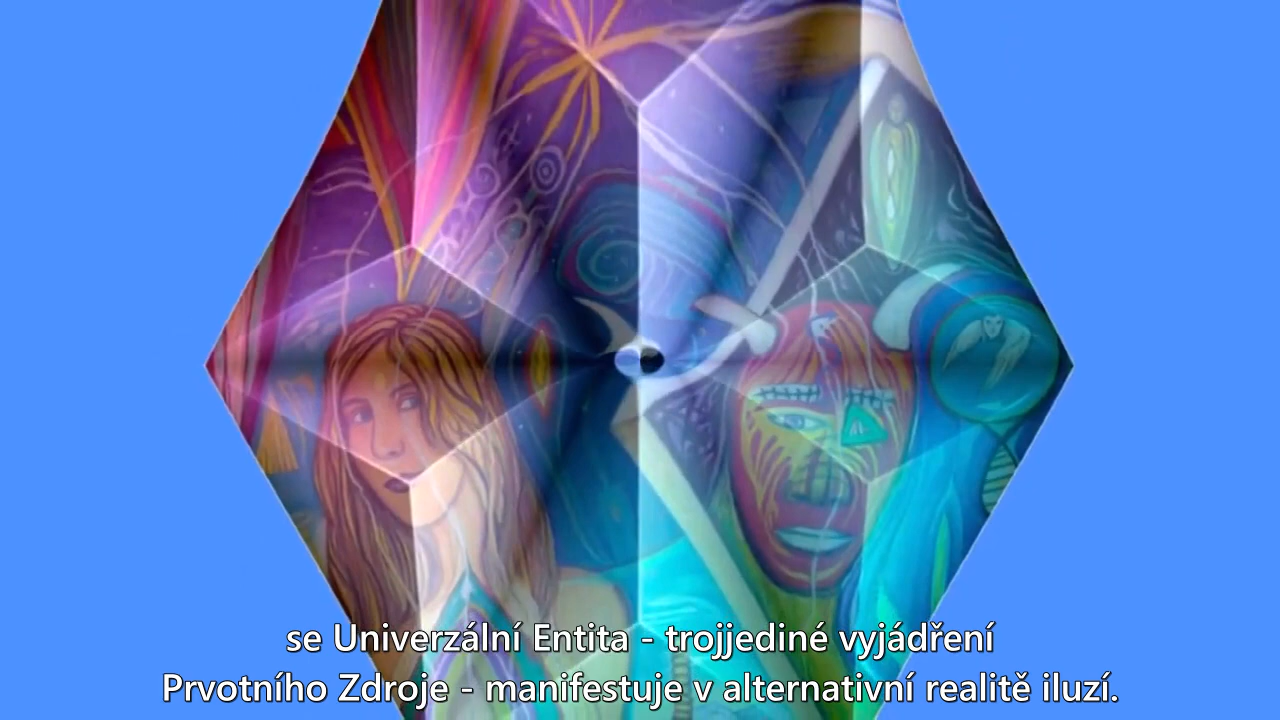 se Univerzální Entita - trojjediné vyjádření
Prvotního Zdroje - manifestuje v alternativní realitě iluzí.